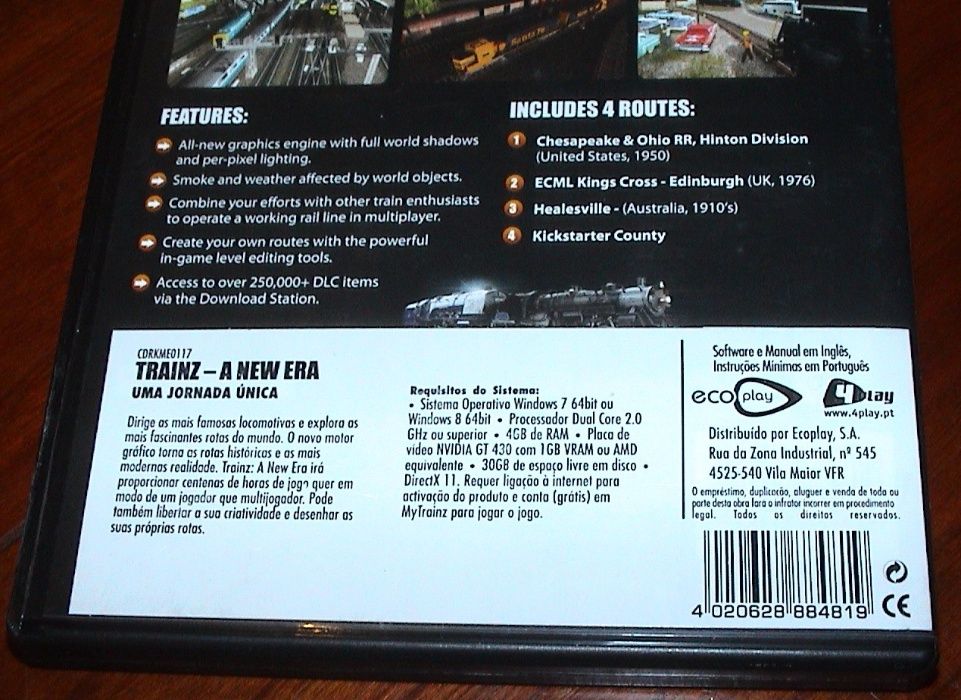 Santa Fe
FEATURES:
All-new graphics engine with full world shadows
and per-pixel lighting.
Smoke and weather affected by world objects.
Combine your efforts with other train enthusiasts
to operate a working rail line in multiplayer.
Create your own routes with the powerful
in-game level editing tools.
Access to over 250,000+ DLC items
via the Download Station.
INCLUDES 4 ROUTES:
1 Chesapeake & Ohio RR, Hinton Division
(United States, 1950)
2 ECML Kings Cross - Edinburgh (UK, 1976)
3 Healesville - (Australia, 1910's)
4 Kickstarter County
CDRKME0117
TRAINZ – A NEW ERA
UMA JORNADA ÚNICA
Dirige as mais famosas locomotivas e explora as
mais fascinantes rotas do mundo. O novo motor
gráfico torna as rotas históricas e as mais
modernas realidade. Trainz: A New Era irá
proporcionar centenas de horas de jogo quer em
modo de um jogador que multijogador. Pode
também libertar a sua criatividade e desenhar as
suas próprias rotas.
Requisitos do Sistema:
• Sistema Operativo Windows 7 64bit ou
Windows 8 64bit • Processador Dual Core 2.0
GHz ou superior • 4GB de RAM • Placa de
vídeo NVIDIA GT 430 com 1GB VRAM ou AMD
equivalente • 30GB de espaço livre em disco •
DirectX 11. Requer ligação à internet para
activação do produto e conta (grátis) em
MyTrainz para jogar o jogo.
Software e Manual em Inglês,
Instruções Mínimas em Português
eco play
4Play
www.4play.pt
Distribuído por Ecoplay, S.A.
Rua da Zona Industrial, nº 545
4525-540 Vila Maior VFR
O empréstimo, duplicação, aluguer e venda de toda ou
parte desta obra fara o infrator incorrer em procedimento
legal. Todos os direitos reservados.
4 020628 884819
CE